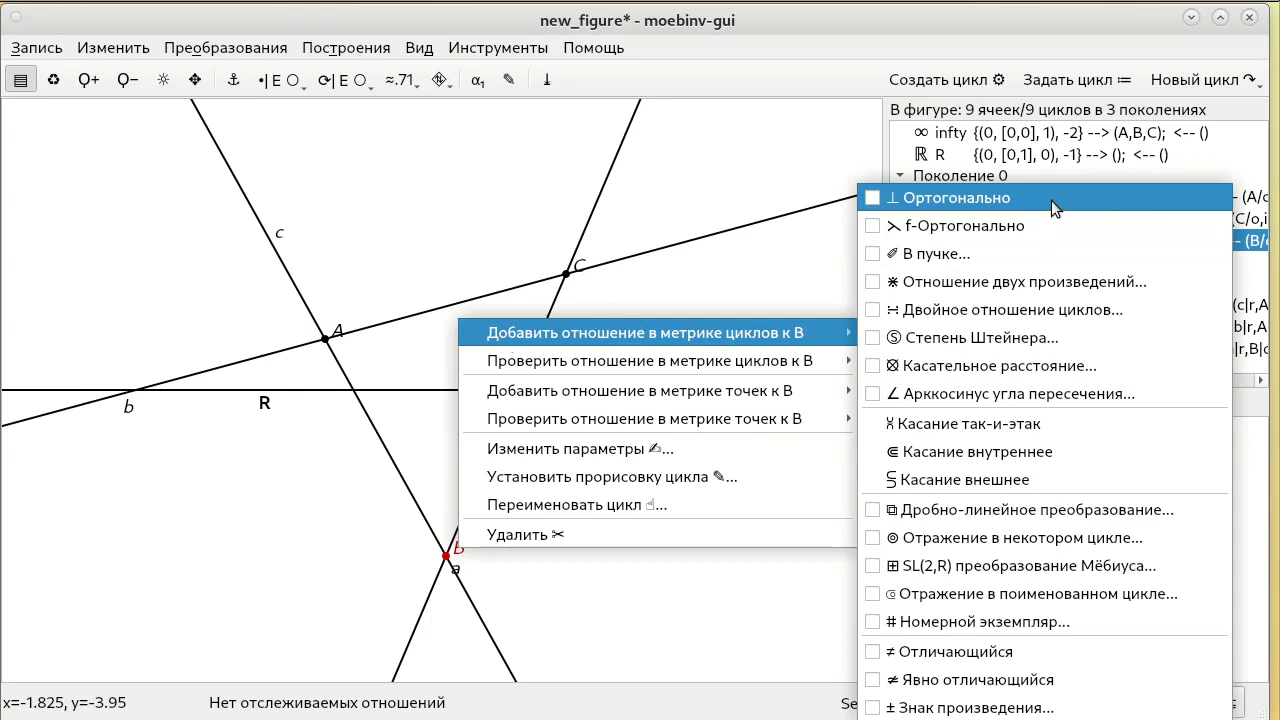 new_figure* - moebinv-gui
Запись Изменить Преобразования Построения Вид Инструменты Помощь
E E ≈.71 α₁ Создать цикл Задать цикл Новый цикл
В фигуре: 9 ячеек/9 циклов в 3 поколениях
∞ infty {(0, [0,0], 1), -2} --> (A,B,C); <-- ()
ℝ R {(0, [0,1], 0), -1} --> (); <-- ()
Поколение 0
⊥ Ортогонально
- (A/o
f-Ортогонально
(C/o,i
В пучке...
-- (B/o
c
C
Отношение двух произведений...
Двойное отношение циклов...
(c|r,A
A
Добавить отношение в метрике циклов к B
Ⓢ Степень Штейнера...
b|r,A
Проверить отношение в метрике циклов к B
Касательное расстояние...
|r,B|o
Добавить отношение в метрике точек к B
∠ Арккосинус угла пересечения...
b
R
Проверить отношение в метрике точек к B
Касание так-и-этак
Изменить параметры ✍...
Касание внутреннее
Установить прорисовку цикла ✎...
Касание внешнее
Переименовать цикл ☝...
Дробно-линейное преобразование...
Удалить ✂
Отражение в некотором цикле...
B
a
⊞ SL(2,R) преобразование Мёбиуса...
Отражение в поименованном цикле...
# Номерной экземпляр...
≠ Отличающийся
≭ Явно отличающийся
± Знак произведения...
x=-1.825, y=-3.95 Нет отслеживаемых отношений Se